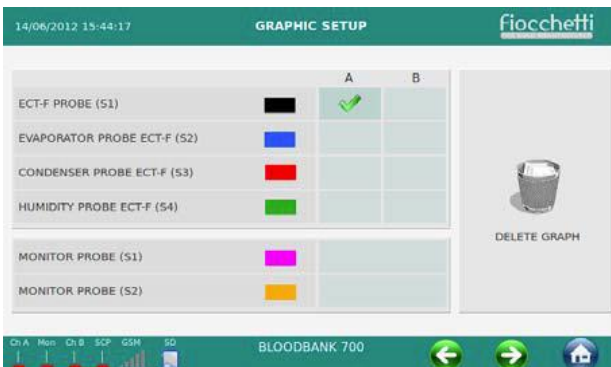 14/06/2012 15:44:17
GRAPHIC SETUP
fiocchetti
A B
ECT-F PROBE (S1)
EVAPORATOR PROBE ECT-F (S2)
CONDENSER PROBE ECT-F (S3)
HUMIDITY PROBE ECT-F (S4)
DELETE GRAPH
MONITOR PROBE (S1)
MONITOR PROBE (S2)
Ch A Mon Ch B SCP GSM SD
BLOODBANK 700